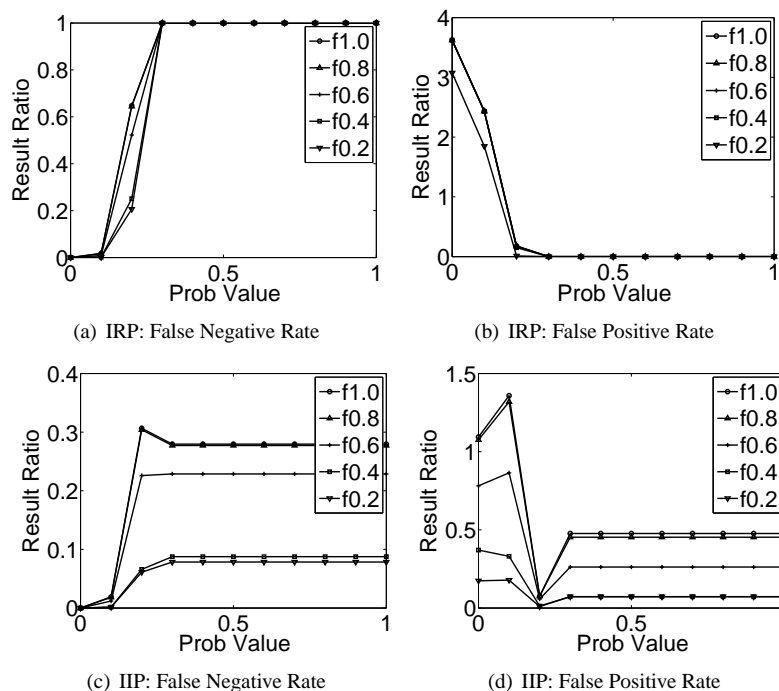 1
0.8
0.6
0.4
0.2
0
0
0.5
1
Result Ratio
Prob Value
f1.0
f0.8
f0.6
f0.4
f0.2
(a) IRP: False Negative Rate
4
3
2
1
0
0
0.5
1
Result Ratio
Prob Value
f1.0
f0.8
f0.6
f0.4
f0.2
(b) IRP: False Positive Rate
0.4
0.3
0.2
0.1
0
0
0.5
1
Result Ratio
Prob Value
f1.0
f0.8
f0.6
f0.4
f0.2
(c) IIP: False Negative Rate
1.5
1
0.5
0
0
0.5
Result Ratio
Prob Value
f1.0
f0.8
f0.6
f0.4
f0.2
(d) IIP: False Positive Rate